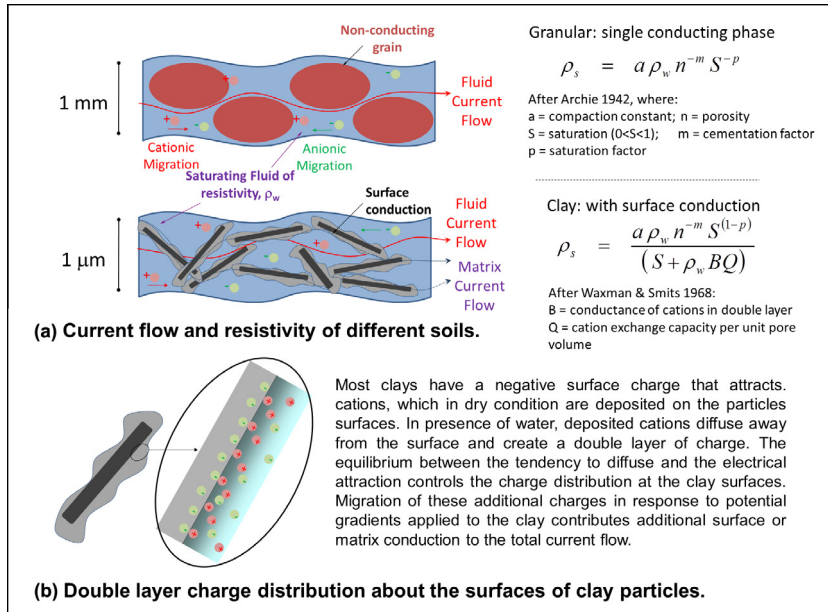 Non-conducting
grain
1 mm
Fluid
Current
Flow
Cationic
Migration
Anionic
Migration
Saturating Fluid of
resistivity, ρw
Surface
conduction
Fluid
Current
Flow
1 μm
Matrix
Current
Flow
Granular: single conducting phase
ρs = a ρw n^-m S^-p
After Archie 1942, where:
a = compaction constant; n = porosity
S = saturation (0<S<1); m = cementation factor
p = saturation factor
Clay: with surface conduction
ρs = a ρw n^-m S^(1-p) / (S + ρw BQ)
After Waxman & Smits 1968:
B = conductance of cations in double layer
Q = cation exchange capacity per unit pore
volume
(a) Current flow and resistivity of different soils.
Most clays have a negative surface charge that attracts.
cations, which in dry condition are deposited on the particles
surfaces. In presence of water, deposited cations diffuse away
from the surface and create a double layer of charge. The
equilibrium between the tendency to diffuse and the electrical
attraction controls the charge distribution at the clay surfaces.
Migration of these additional charges in response to potential
gradients applied to the clay contributes additional surface or
matrix conduction to the total current flow.
(b) Double layer charge distribution about the surfaces of clay particles.